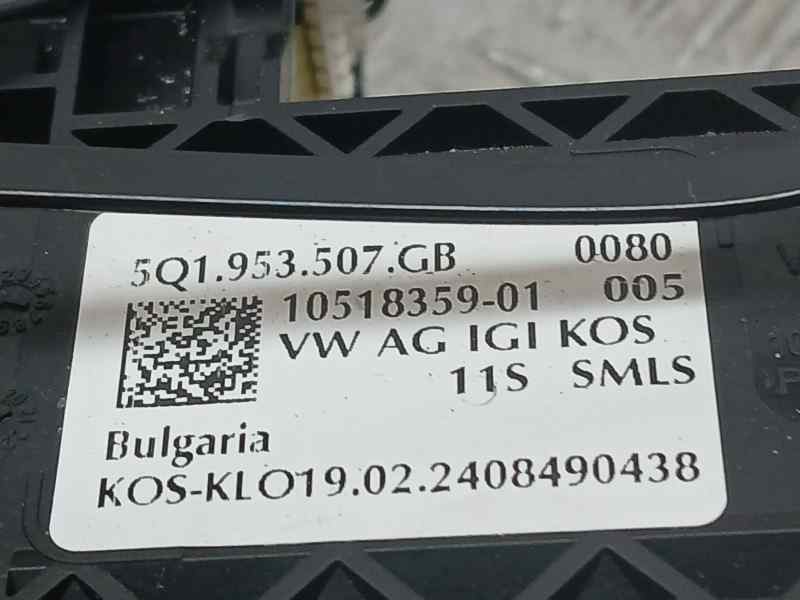 5Q1.953.507.GB 0080
10518359-01 005
VW AG IGI KOS
11S SMLS
Bulgaria
KOS-KLO19.02.2408490438